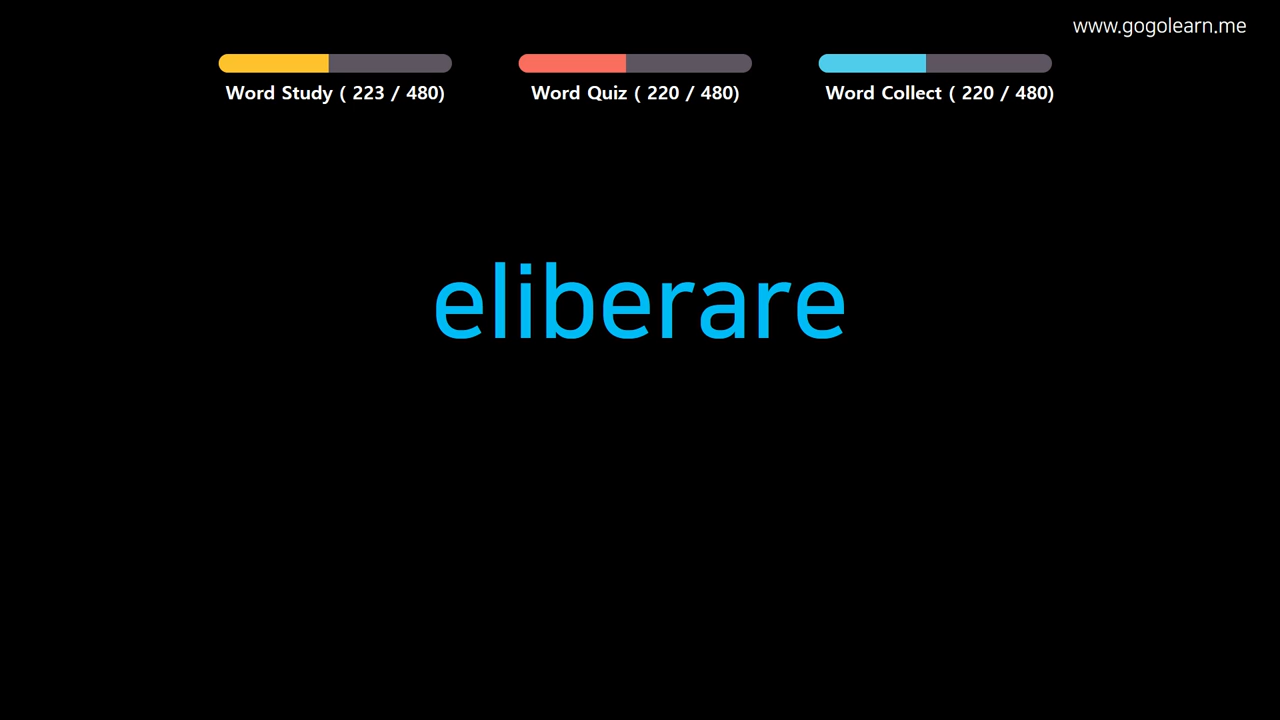 www.gogolearn.me
Word Study ( 223 / 480)
Word Quiz ( 220 / 480)
Word Collect ( 220 / 480)
eliberare